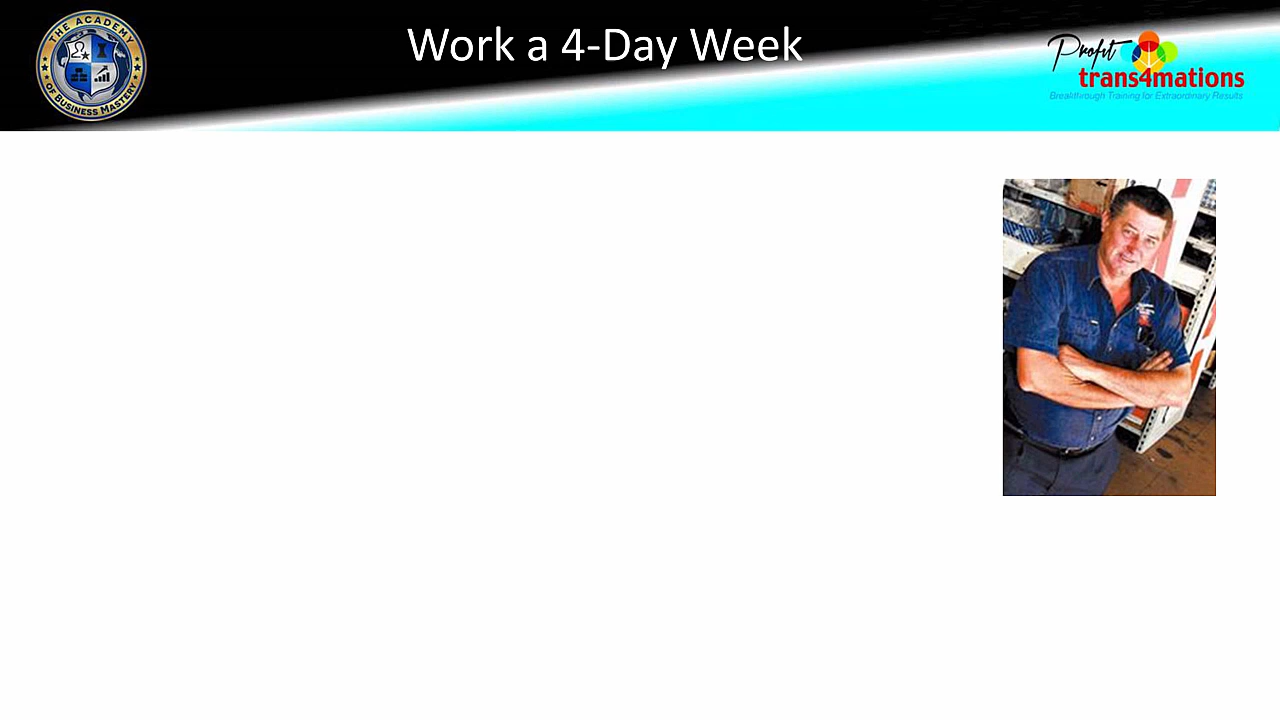 Work a 4-Day Week
THE ACADEMY
OF BUSINESS MASTERY
Profit
trans4mations
Breakthrough Training for Extraordinary Results